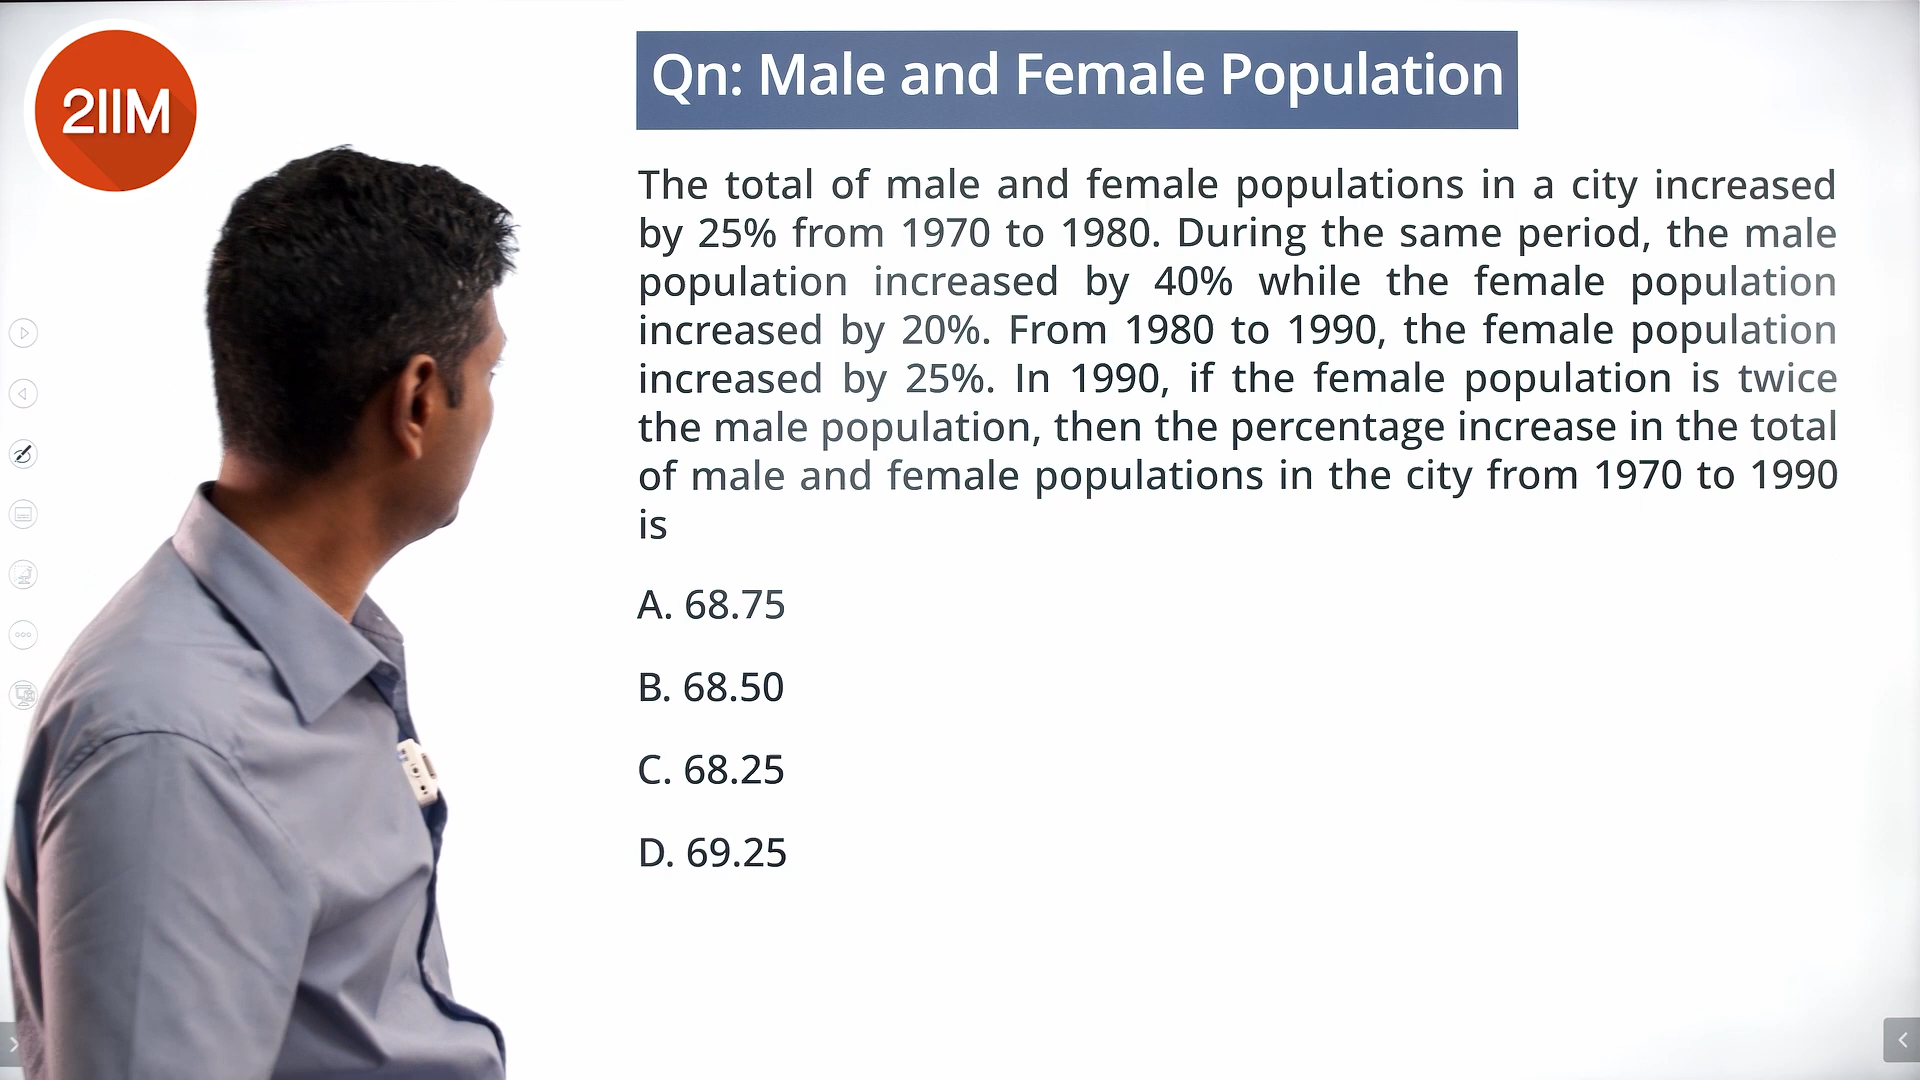 2IIM
Qn: Male and Female Population
The total of male and female populations in a city increased
by 25% from 1970 to 1980. During the same period, the male
population increased by 40% while the female population
increased by 20%. From 1980 to 1990, the female population
increased by 25%. In 1990, if the female population is twice
the male population, then the percentage increase in the total
of male and female populations in the city from 1970 to 1990
is
A. 68.75
B. 68.50
C. 68.25
D. 69.25